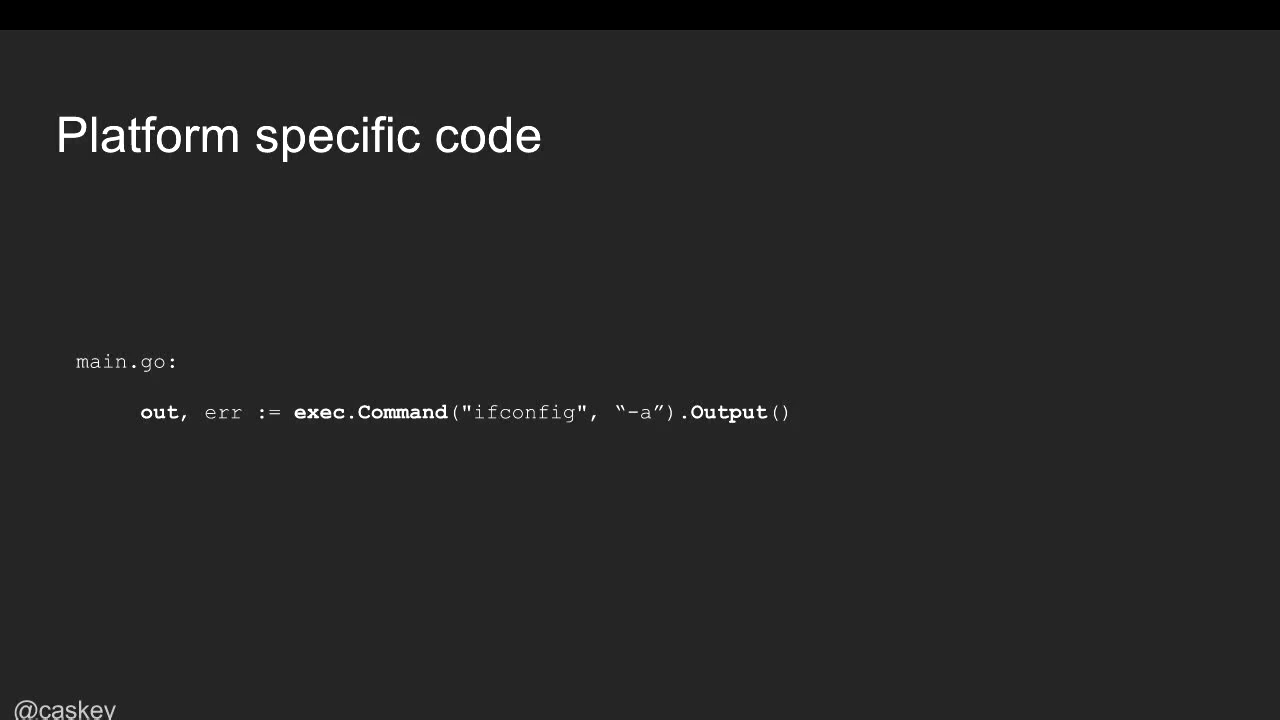 Platform specific code
main.go:
out, err := exec.Command("ifconfig", “-a”).Output()
@caskey